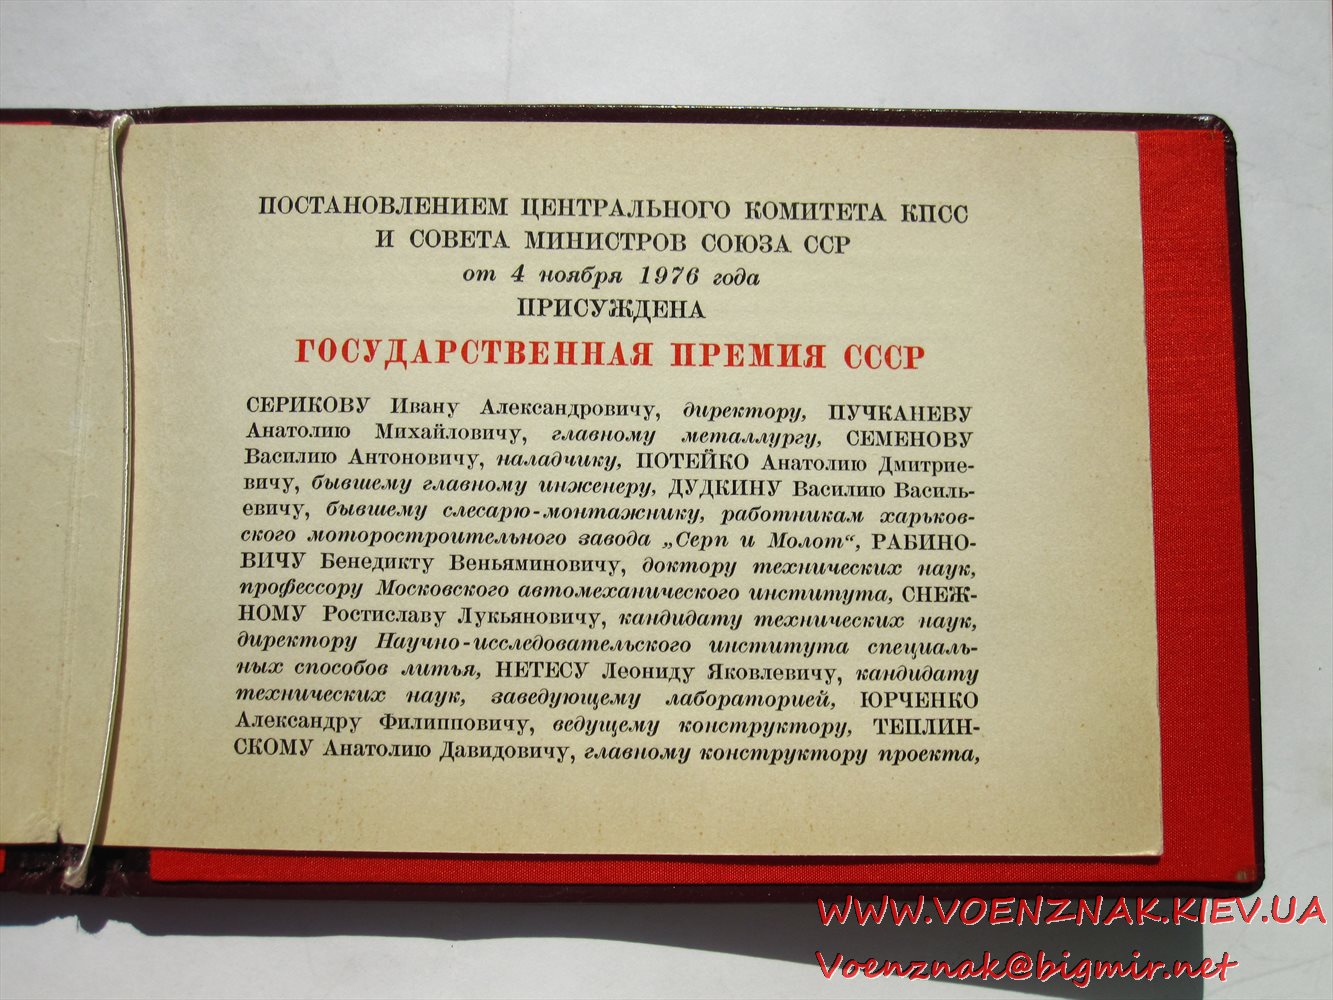 ПОСТАНОВЛЕНИЕМ ЦЕНТРАЛЬНОГО КОМИТЕТА КПСС
И СОВЕТА МИНИСТРОВ СОЮЗА ССР
от 4 ноября 1976 года
ПРИСУЖДЕНА
ГОСУДАРСТВЕННАЯ ПРЕМИЯ СССР
СЕРИКОВУ Ивану Александровичу, директору, ПУЧКАНЕВУ
Анатолию Михайловичу, главному металлургу, СЕМЕНОВУ
Василию Антоновичу, наладчику, ПОТЕЙКО Анатолию Дмитрие-
вичу, бывшему главному инженеру, ДУДКИНУ Василию Василь-
евичу, бывшему слесарю-монтажнику, работникам харьков-
ского моторостроительного завода „Серп и Молот“, РАБИНО-
ВИЧУ Бенедикту Веньяминовичу, доктору технических наук,
профессору Московского автомеханического института, СНЕЖ-
НОМУ Ростиславу Лукьяновичу, кандидату технических наук,
директору Научно-исследовательского института специаль-
ных способов литья, НЕТЕСУ Леониду Яковлевичу, кандидату
технических наук, заведующему лабораторией, ЮРЧЕНКО
Александру Филипповичу, ведущему конструктору, ТЕПЛИН-
СКОМУ Анатолию Давидовичу, главному конструктору проекта,
WWW.VOENZNAK.KIEV.UA
Voenznak@bigmir.net